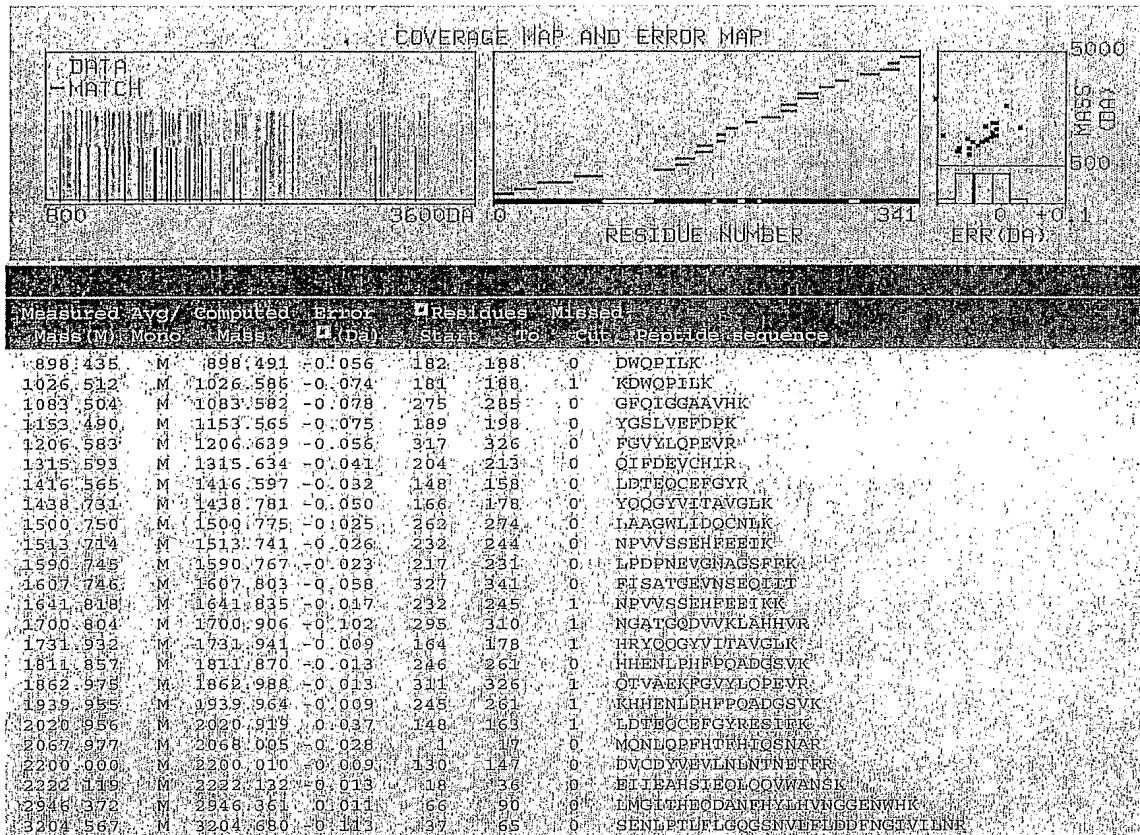 COVERAGE MAP AND ERROR MAP
DATA
MATCH
5000
MASS (DA)
500
800 3600DA 0 341 0 +0.1
RESIDUE NUMBER ERR(DA)
Measured Avg/ Computed Error Residues Missed
Mass(M) Mono Mass (Da) Start To Cut Peptide sequence
898.435 M 898.491 -0.056 182 188 0 DWQPILK
1026.512 M 1026.586 -0.074 181 188 1 KDWQPILK
1083.504 M 1083.582 -0.078 275 285 0 GFQIGGAAVHK
1153.490 M 1153.565 -0.075 189 198 0 YGSLVEFDPK
1206.583 M 1206.639 -0.056 317 326 0 FGVYLQPEVR
1315.593 M 1315.634 -0.041 204 213 0 QIFDEVCHIR
1416.565 M 1416.597 -0.032 148 158 0 LDTEQCEFGYR
1438.731 M 1438.781 -0.050 166 178 0 YQQGYVITAVGLK
1500.750 M 1500.775 -0.025 262 274 0 LAAGWLIDQCNLK
1513.714 M 1513.741 -0.026 232 244 0 NPVVSSEHFEEIK
1590.745 M 1590.767 -0.023 217 231 0 LPDPNEVGNAGSFFK
1607.746 M 1607.803 -0.058 327 341 0 FISATGEVNSEQIIT
1641.818 M 1641.835 -0.017 232 245 1 NPVVSSEHFEEIKK
1700.804 M 1700.906 -0.102 295 310 1 NGATGQDVVKLAHHVR
1731.932 M 1731.941 -0.009 164 178 1 HRYQQGYVITAVGLK
1811.857 M 1811.870 -0.013 246 261 0 HHENLPHFPQADGSVK
1862.975 M 1862.988 -0.013 311 326 1 QTVAEKFGVYLQPEVR
1939.955 M 1939.964 -0.009 245 261 1 KHHENLPHFPQADGSVK
2020.956 M 2020.919 0.037 148 163 1 LDTEQCEFGYRESIFK
2067.977 M 2068.005 -0.028 1 17 0 MQNLQPFHTFHIQSNAR
2200.000 M 2200.010 -0.009 130 147 0 DVCDYVEVLNLNTNETFR
2222.119 M 2222.132 -0.013 18 36 0 EIIEAHSIEQLQQVWANSK
2946.372 M 2946.361 0.011 66 90 0 LMGITHDQDANFHYLHVNGGENWHK
3204.567 M 3204.680 -0.113 37 65 0 SENLPTLFLGQGSNVLFLDDFNGTVILNR